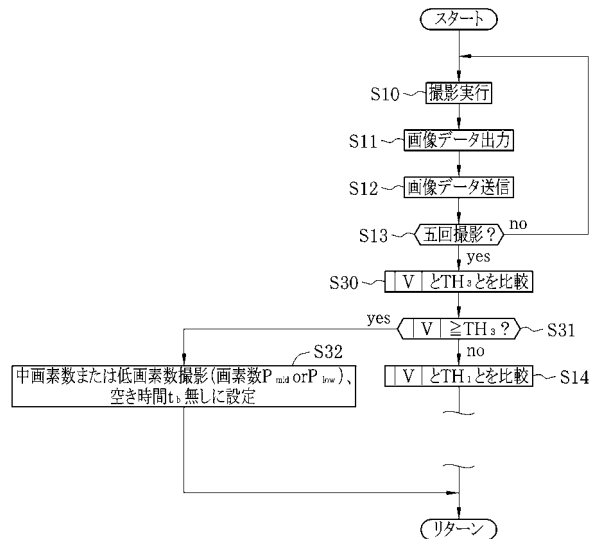 スタート
S10 撮影実行
S11 画像データ出力
S12 画像データ送信
S13 五回撮影？ no
yes
S30 |V|とTH₃とを比較
yes |V|≧TH₃？ S31
no
S32
中画素数または低画素数撮影(画素数Pmid orPlow)、
空き時間tb無しに設定
|V|とTH₁とを比較 S14
リターン